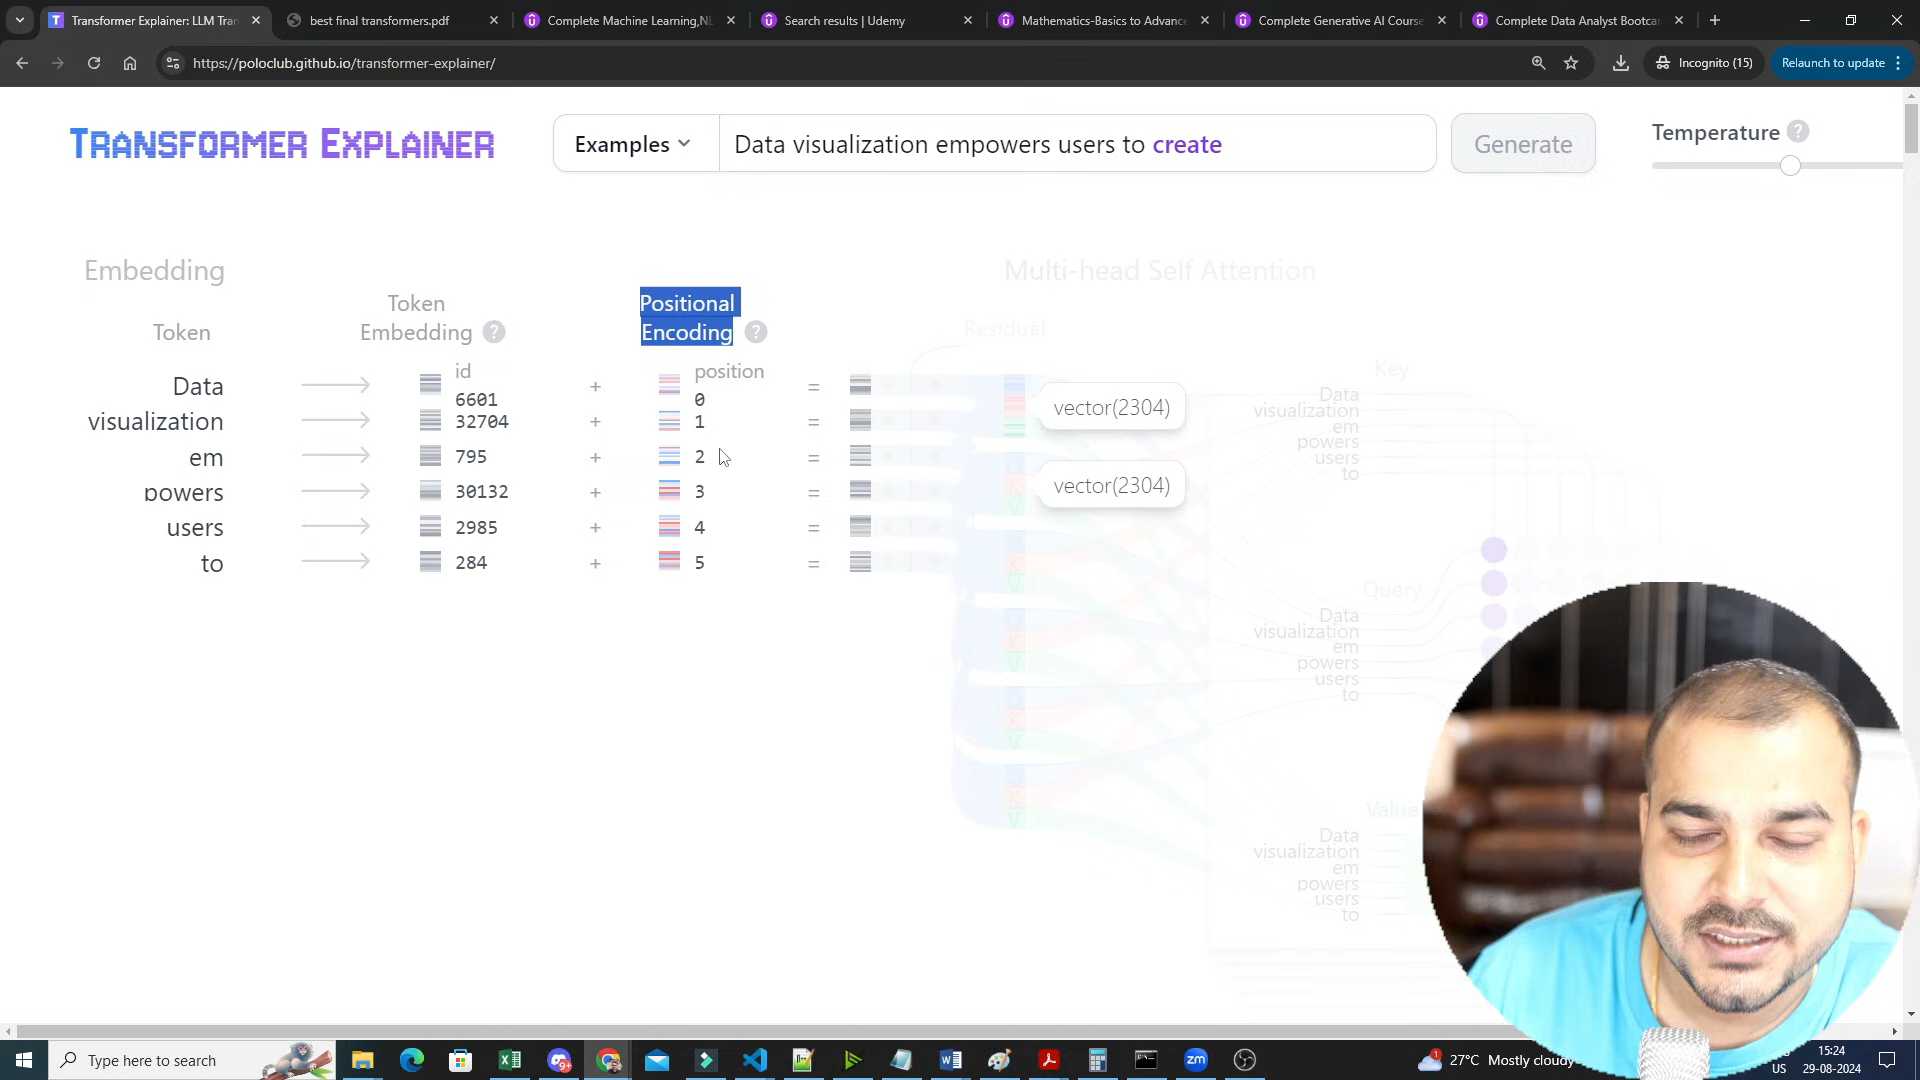 Transformer Explainer: LLM Tran
best final transformers.pdf
Complete Machine Learning,NL
Search results | Udemy
Mathematics-Basics to Advance
Complete Generative AI Course
Complete Data Analyst Bootcam
https://poloclub.github.io/transformer-explainer/
Incognito (15)
Relaunch to update
TRANSFORMER EXPLAINER
Examples
Data visualization empowers users to create
Generate
Temperature ?
Embedding
Multi-head Self Attention
Token
Token
Embedding ?
Positional
Encoding ?
Residual
id
position
Data 6601 + 0 =
visualization 32704 + 1 =
em 795 + 2 =
powers 30132 + 3 =
users 2985 + 4 =
to 284 + 5 =
vector(2304)
vector(2304)
Key
Data
visualization
em
powers
users
to
Query
Data
visualization
em
powers
users
to
Value
Data
visualization
em
powers
users
to
Type here to search
27°C Mostly cloudy
15:24
US 29-08-2024